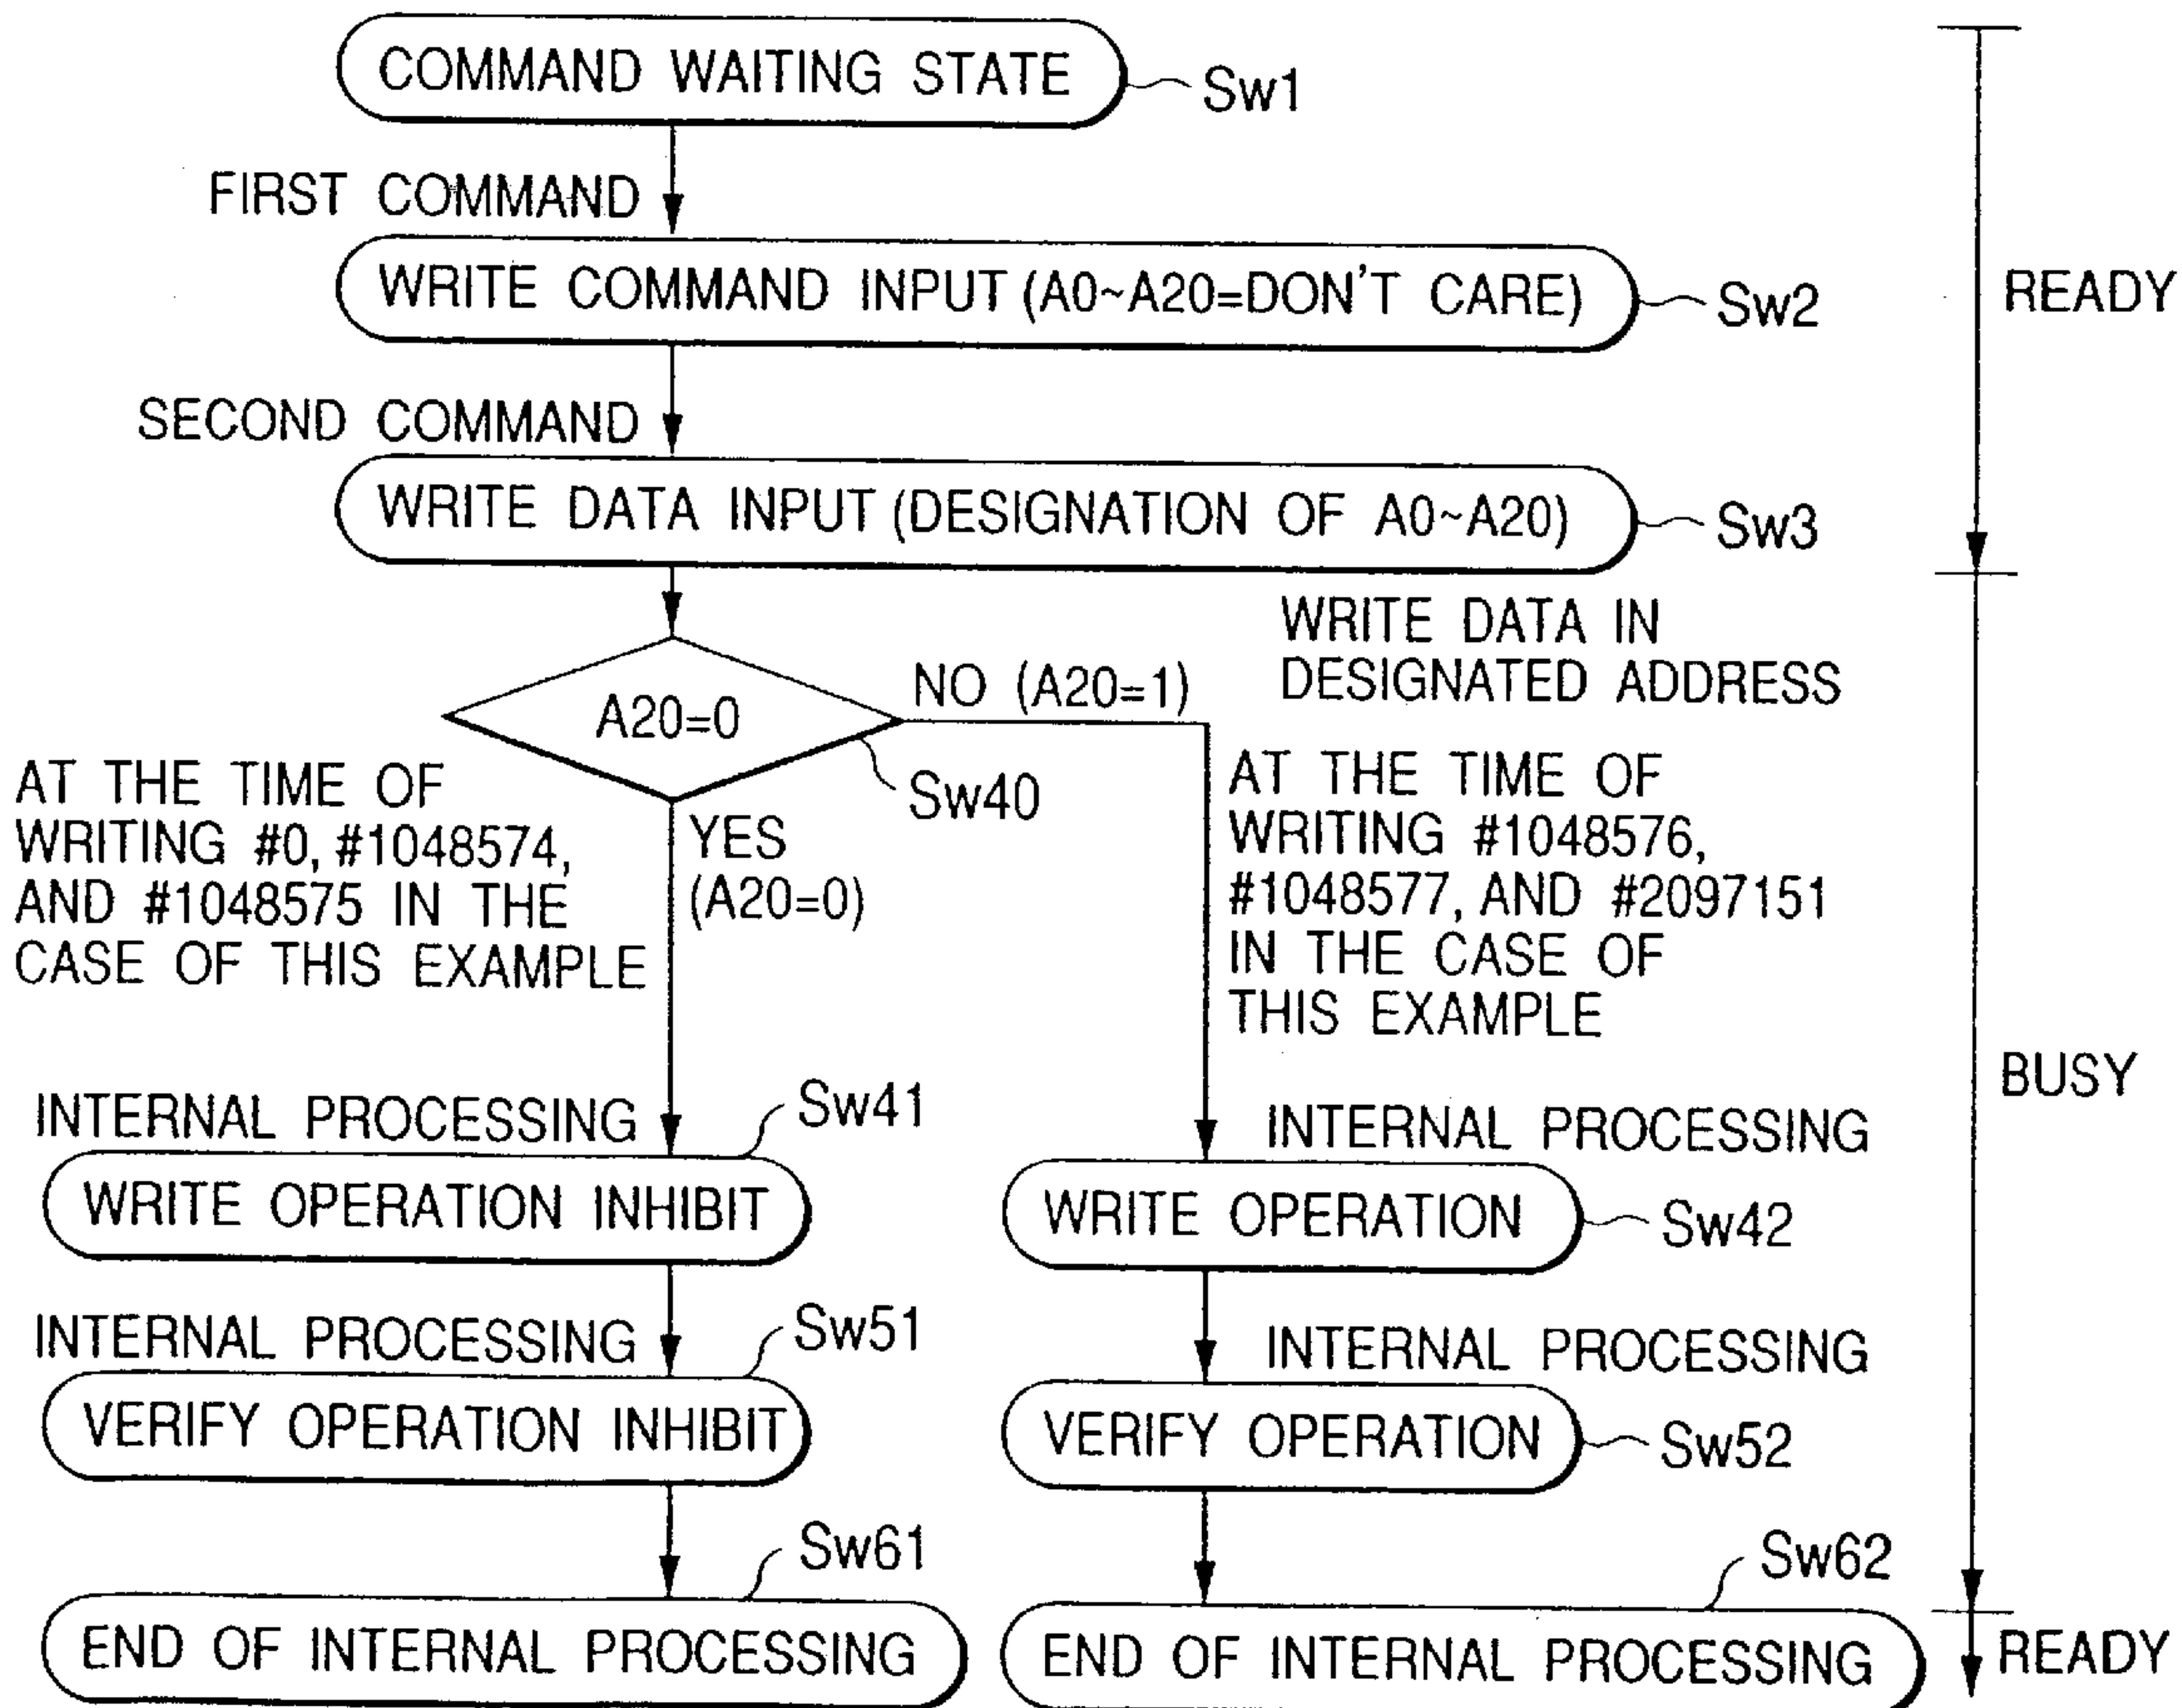 COMMAND WAITING STATE
Sw1
FIRST COMMAND
WRITE COMMAND INPUT (A0~A20=DON'T CARE)
Sw2
READY
SECOND COMMAND
WRITE DATA INPUT (DESIGNATION OF A0~A20)
Sw3
WRITE DATA IN
DESIGNATED ADDRESS
A20=0
NO (A20=1)
Sw40
AT THE TIME OF
WRITING #0, #1048574,
AND #1048575 IN THE
CASE OF THIS EXAMPLE
YES
(A20=0)
AT THE TIME OF
WRITING #1048576,
#1048577, AND #2097151
IN THE CASE OF
THIS EXAMPLE
BUSY
INTERNAL PROCESSING
Sw41
WRITE OPERATION INHIBIT
INTERNAL PROCESSING
WRITE OPERATION
Sw42
INTERNAL PROCESSING
Sw51
VERIFY OPERATION INHIBIT
INTERNAL PROCESSING
VERIFY OPERATION
Sw52
Sw61
END OF INTERNAL PROCESSING
Sw62
END OF INTERNAL PROCESSING
READY